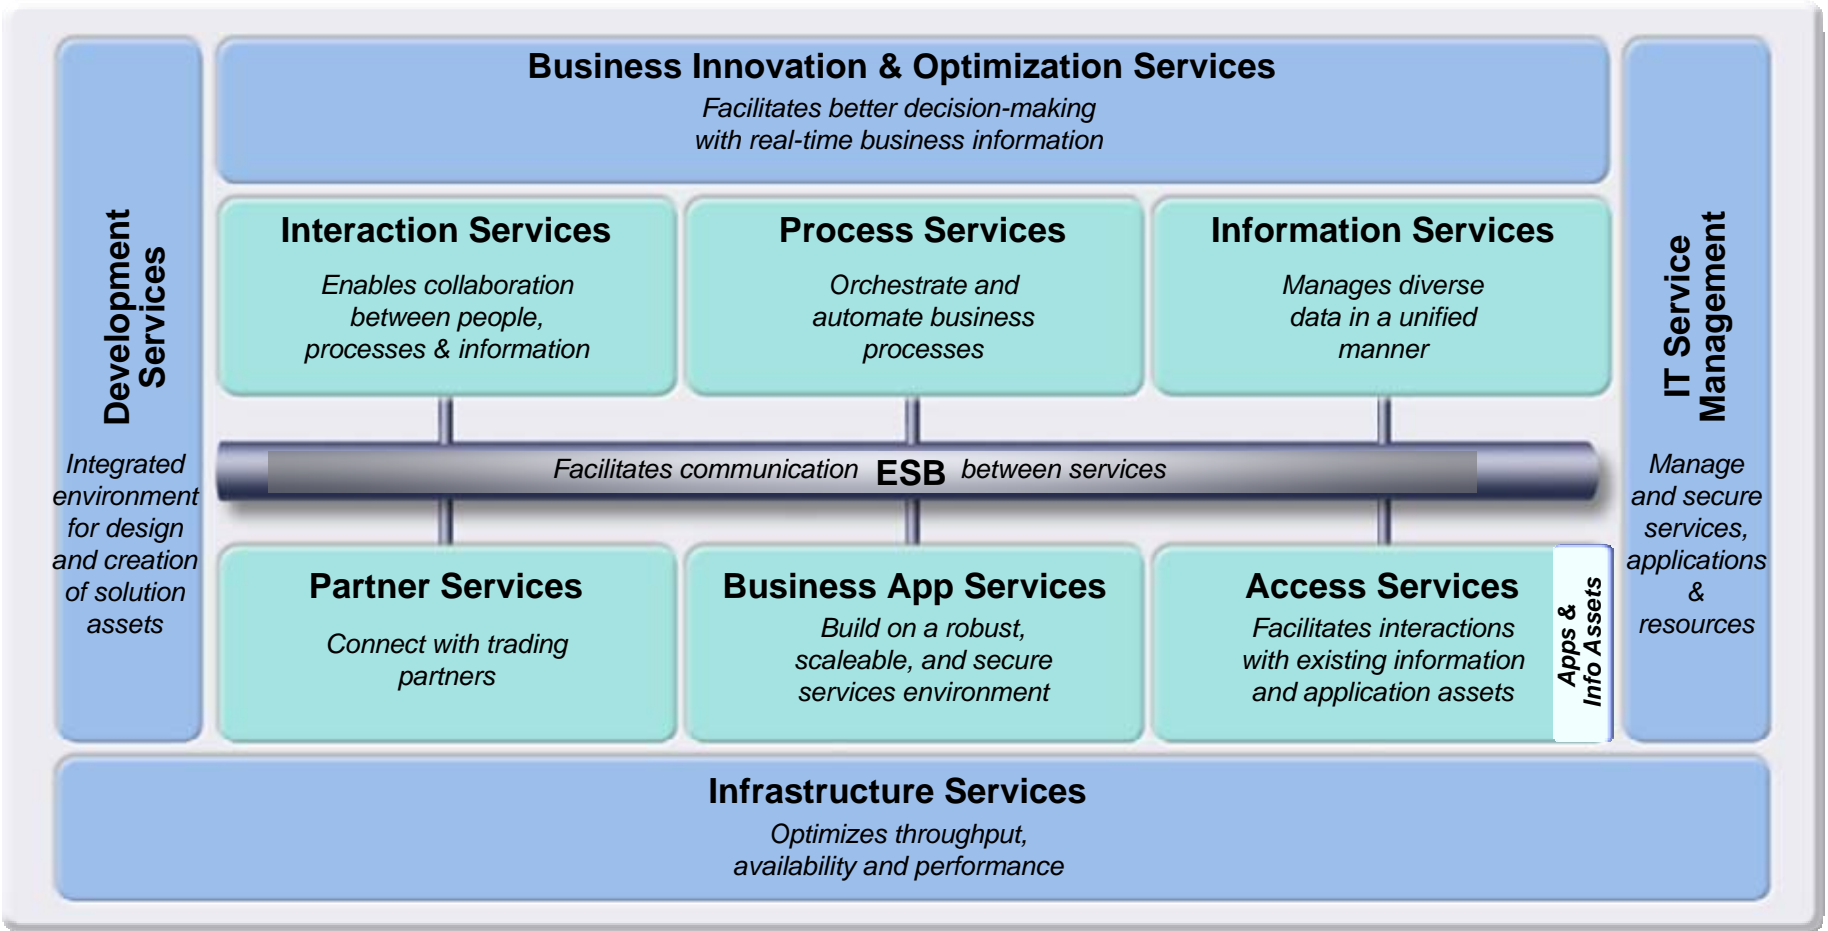 Business Innovation & Optimization Services
Facilitates better decision-making
with real-time business information
Development
Services
Integrated
environment
for design
and creation
of solution
assets
Interaction Services
Enables collaboration
between people,
processes & information
Process Services
Orchestrate and
automate business
processes
Information Services
Manages diverse
data in a unified
manner
IT Service
Management
Manage
and secure
services,
applications
&
resources
Facilitates communication ESB between services
Partner Services
Connect with trading
partners
Business App Services
Build on a robust,
scaleable, and secure
services environment
Access Services
Facilitates interactions
with existing information
and application assets
Apps &
Info Assets
Infrastructure Services
Optimizes throughput,
availability and performance